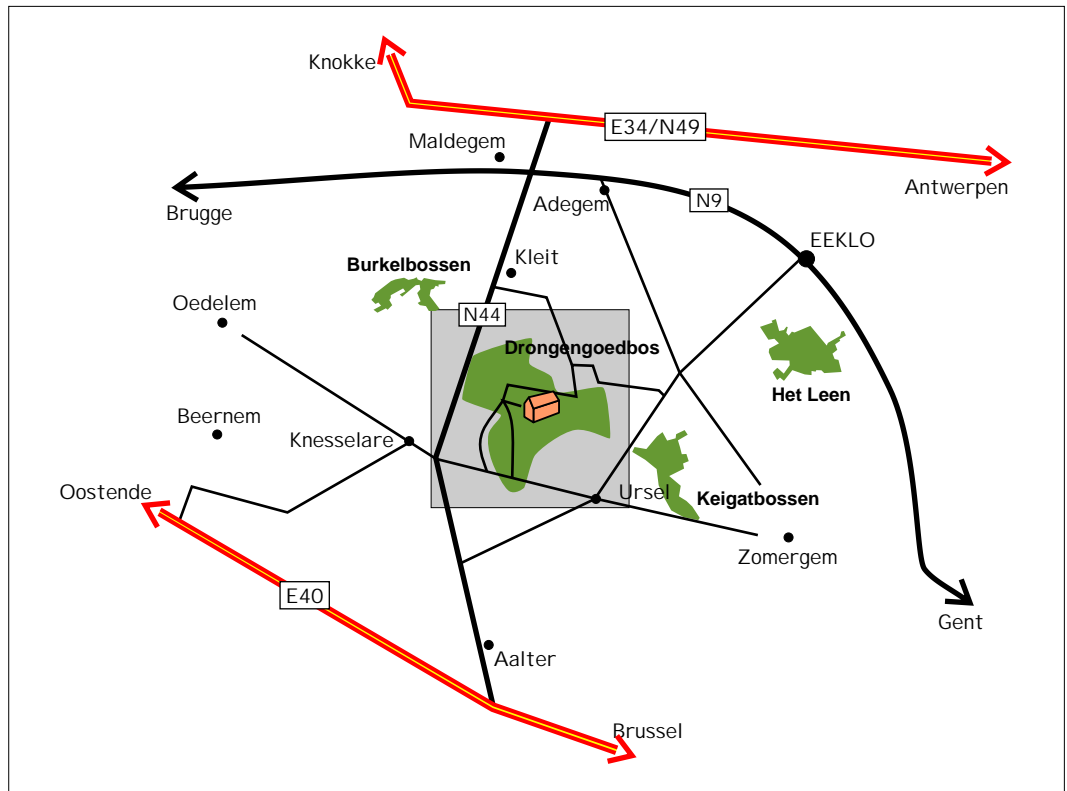 Knokke
E34/N49
Maldegem
Antwerpen
Brugge
Adegem
N9
EEKLO
Kleit
Burkelbossen
Oedelem
N44
Drongengoedbos
Het Leen
Beernem
Knesselare
Oostende
Ursel
Keigatbossen
Zomergem
E40
Gent
Aalter
Brussel